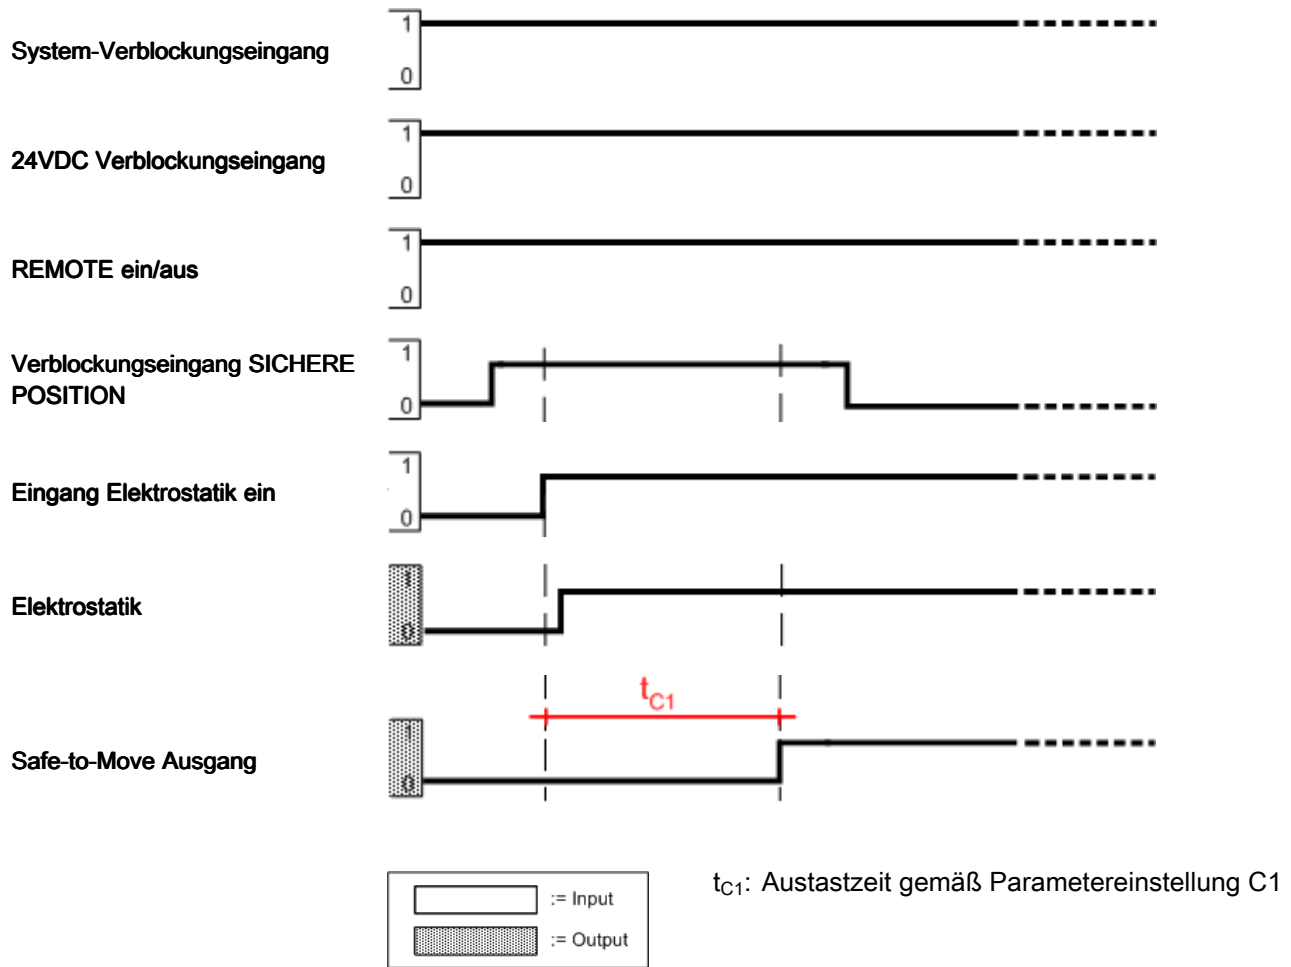 System-Verblockungseingang
1
0
24VDC Verblockungseingang
1
0
REMOTE ein/aus
1
0
Verblockungseingang SICHERE
POSITION
1
0
Eingang Elektrostatik ein
1
0
Elektrostatik
1
0
tC1
Safe-to-Move Ausgang
1
0
:= Input
:= Output
tC1: Austastzeit gemäß Parametereinstellung C1